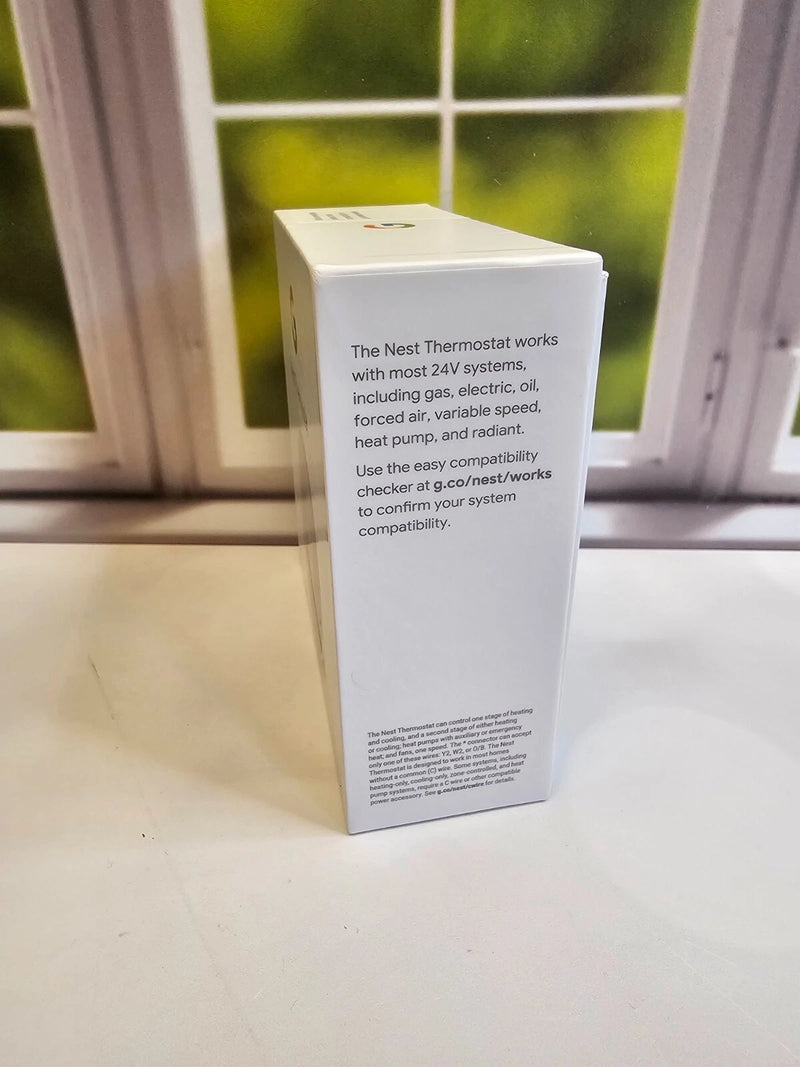 The Nest Thermostat works
with most 24V systems,
including gas, electric, oil,
forced air, variable speed,
heat pump, and radiant.
Use the easy compatibility
checker at g.co/nest/works
to confirm your system
compatibility.
The Nest Thermostat can control one stage of heating
and cooling, and a second stage of either heating
or cooling; heat pumps with auxiliary or emergency
heat; and fans, one speed. The * connector can accept
only one of these wires: Y2, W2, or O/B. The Nest
Thermostat is designed to work in most homes
without a common (C) wire. Some systems, including
heating-only, cooling-only, zone-controlled, and heat
pump systems, require a C wire or other compatible
power accessory. See g.co/nest/cwire for details.